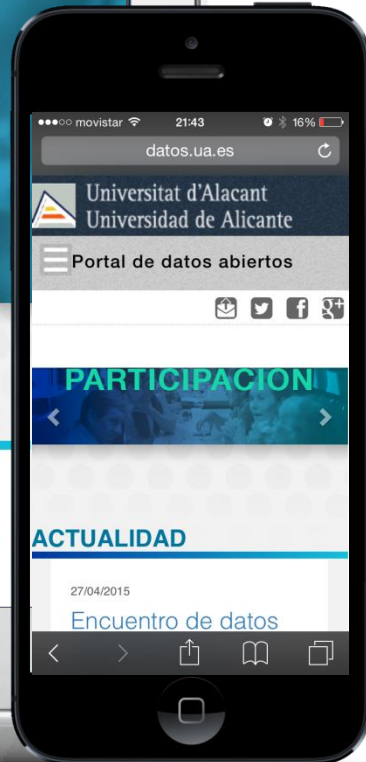 movistar 21:43 16%
datos.ua.es
Universitat d'Alacant
Universidad de Alicante
Portal de datos abiertos
g+
PARTICIPACION
ACTUALIDAD
27/04/2015
Encuentro de datos